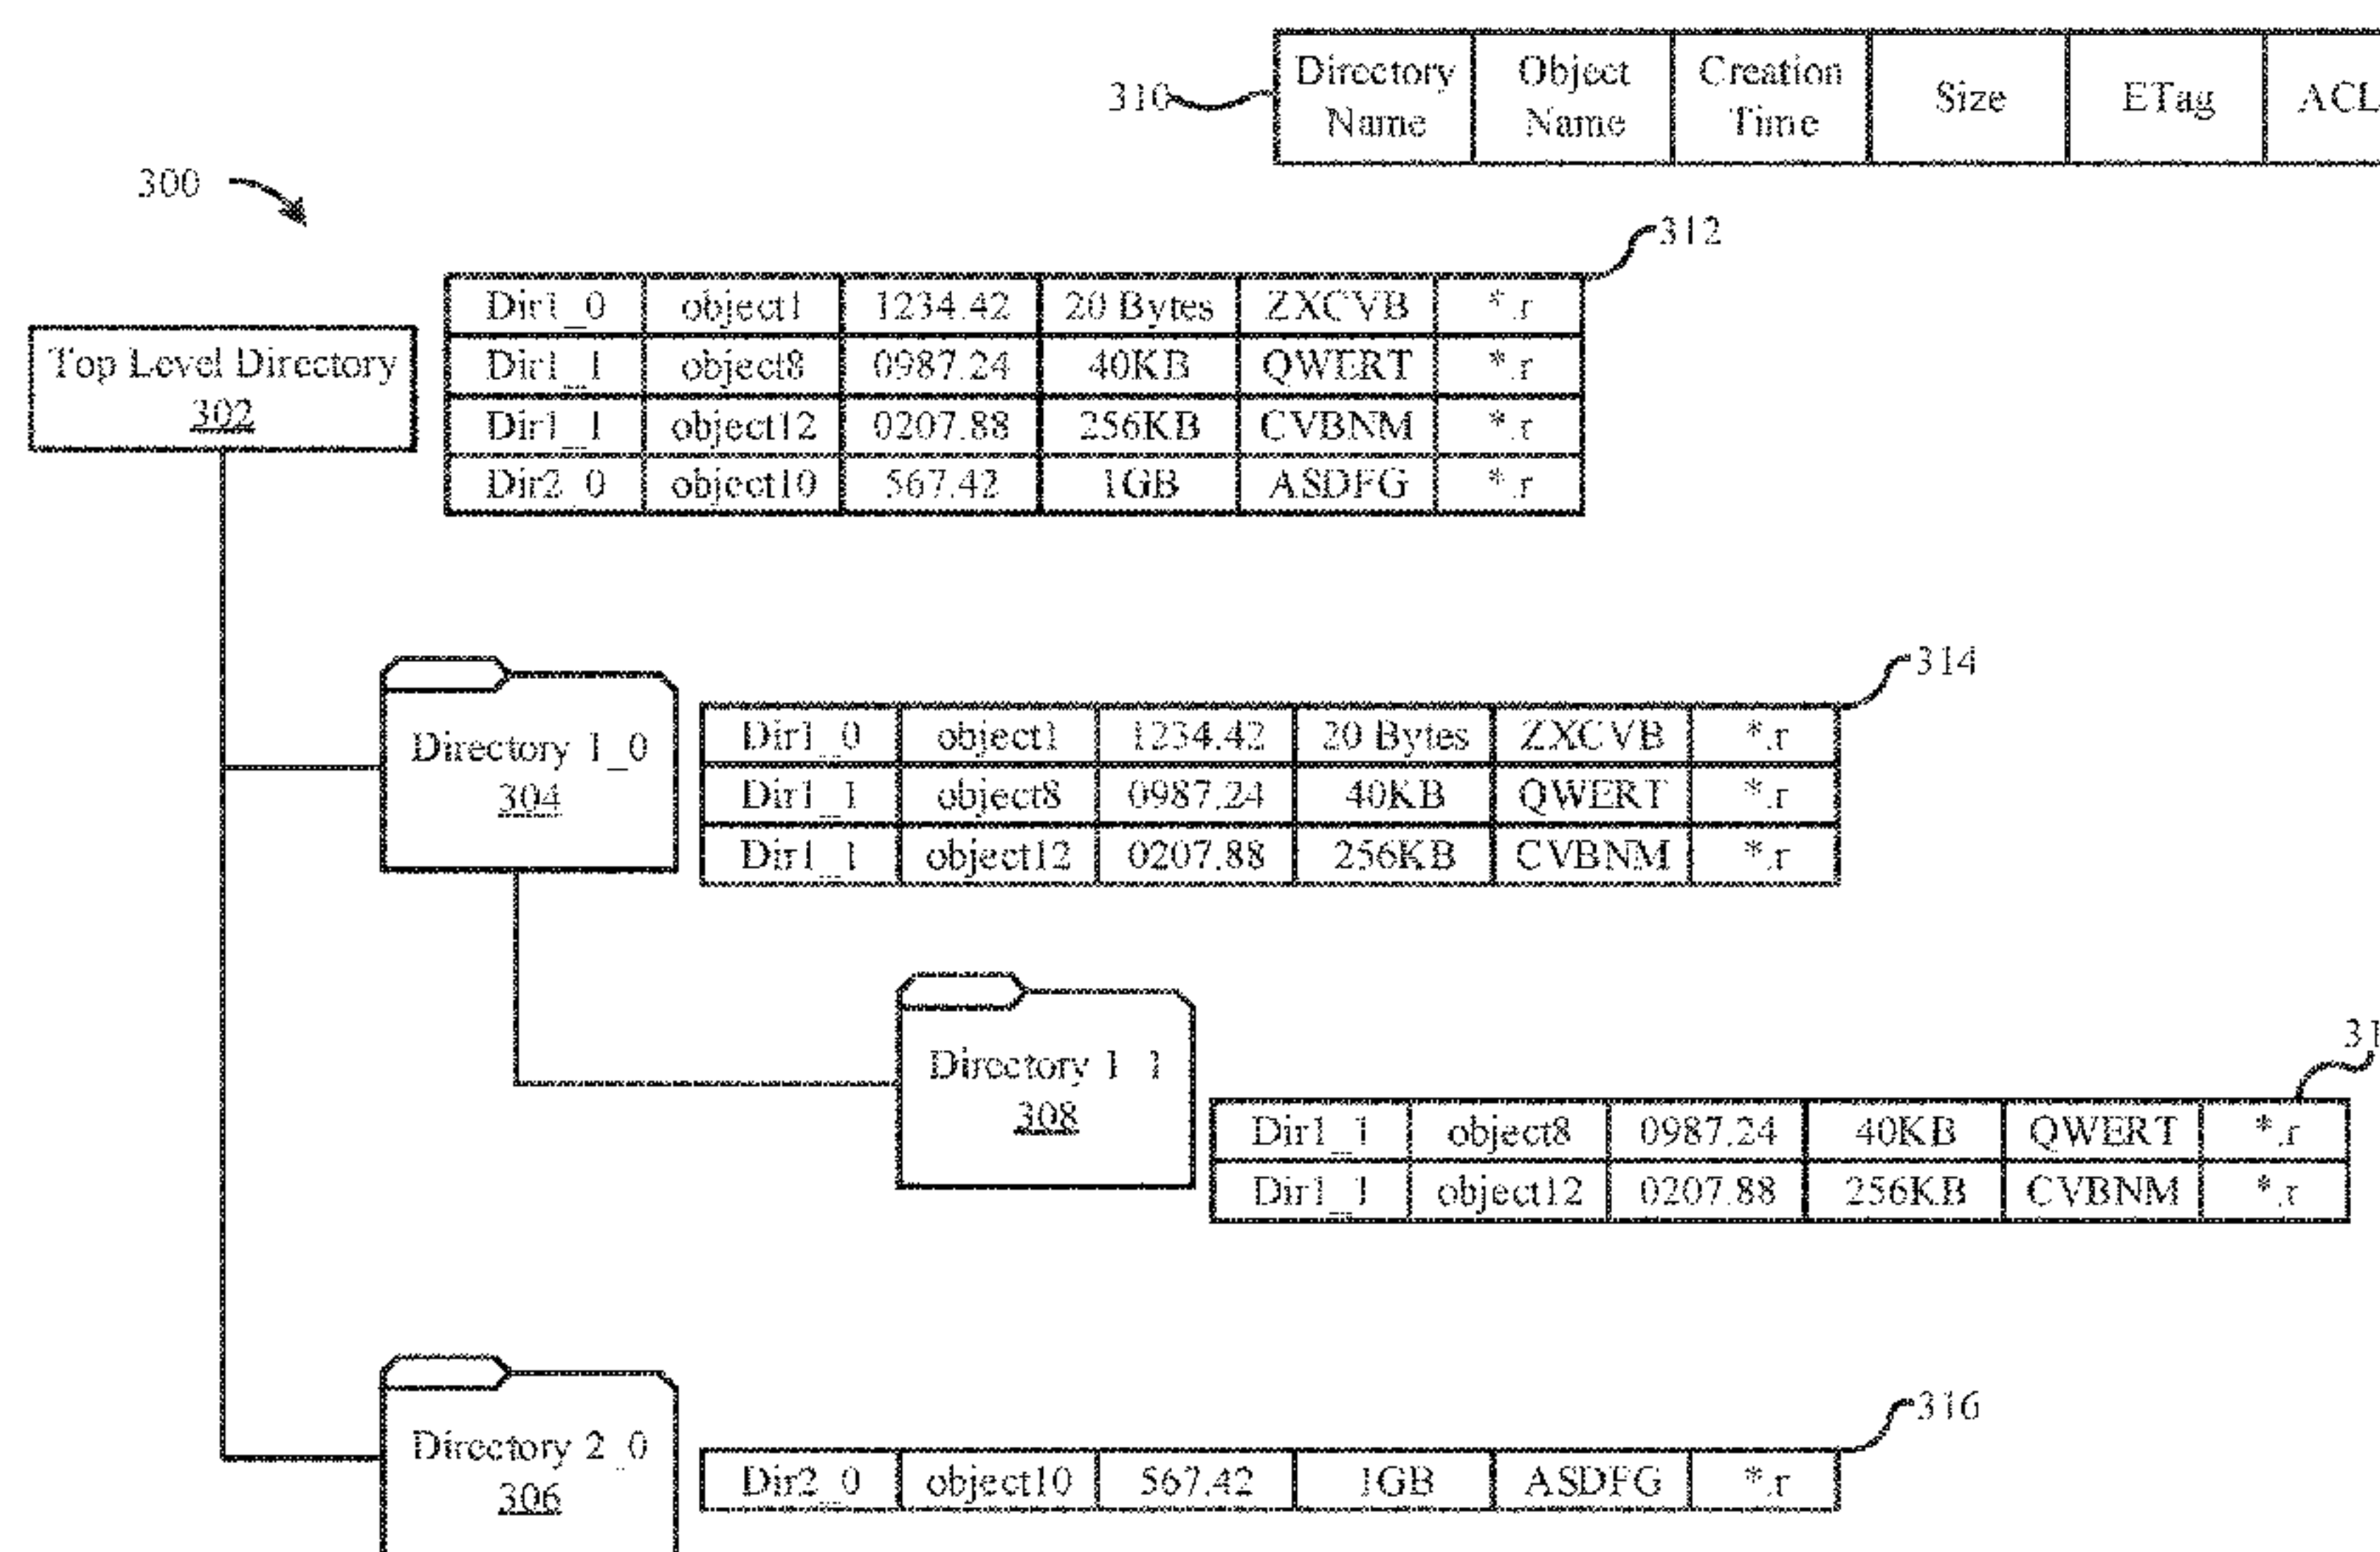 310
Directory Name Object Name Creation Time Size ETag ACL
300
312
Dir1_0 object1 1234.42 20 Bytes ZXCVB *.r
Dir1_1 object8 0987.24 40KB QWERT *.r
Dir1_1 object12 0207.88 256KB CVBNM *.r
Dir2_0 object10 567.42 1GB ASDFG *.r
Top Level Directory
302
314
Directory 1_0
304
Dir1_0 object1 1234.42 20 Bytes ZXCVB *.r
Dir1_1 object8 0987.24 40KB QWERT *.r
Dir1_1 object12 0207.88 256KB CVBNM *.r
Directory 1_1
308
Dir1_1 object8 0987.24 40KB QWERT *.r
Dir1_1 object12 0207.88 256KB CVBNM *.r
316
Directory 2_0
306
Dir2_0 object10 567.42 1GB ASDFG *.r